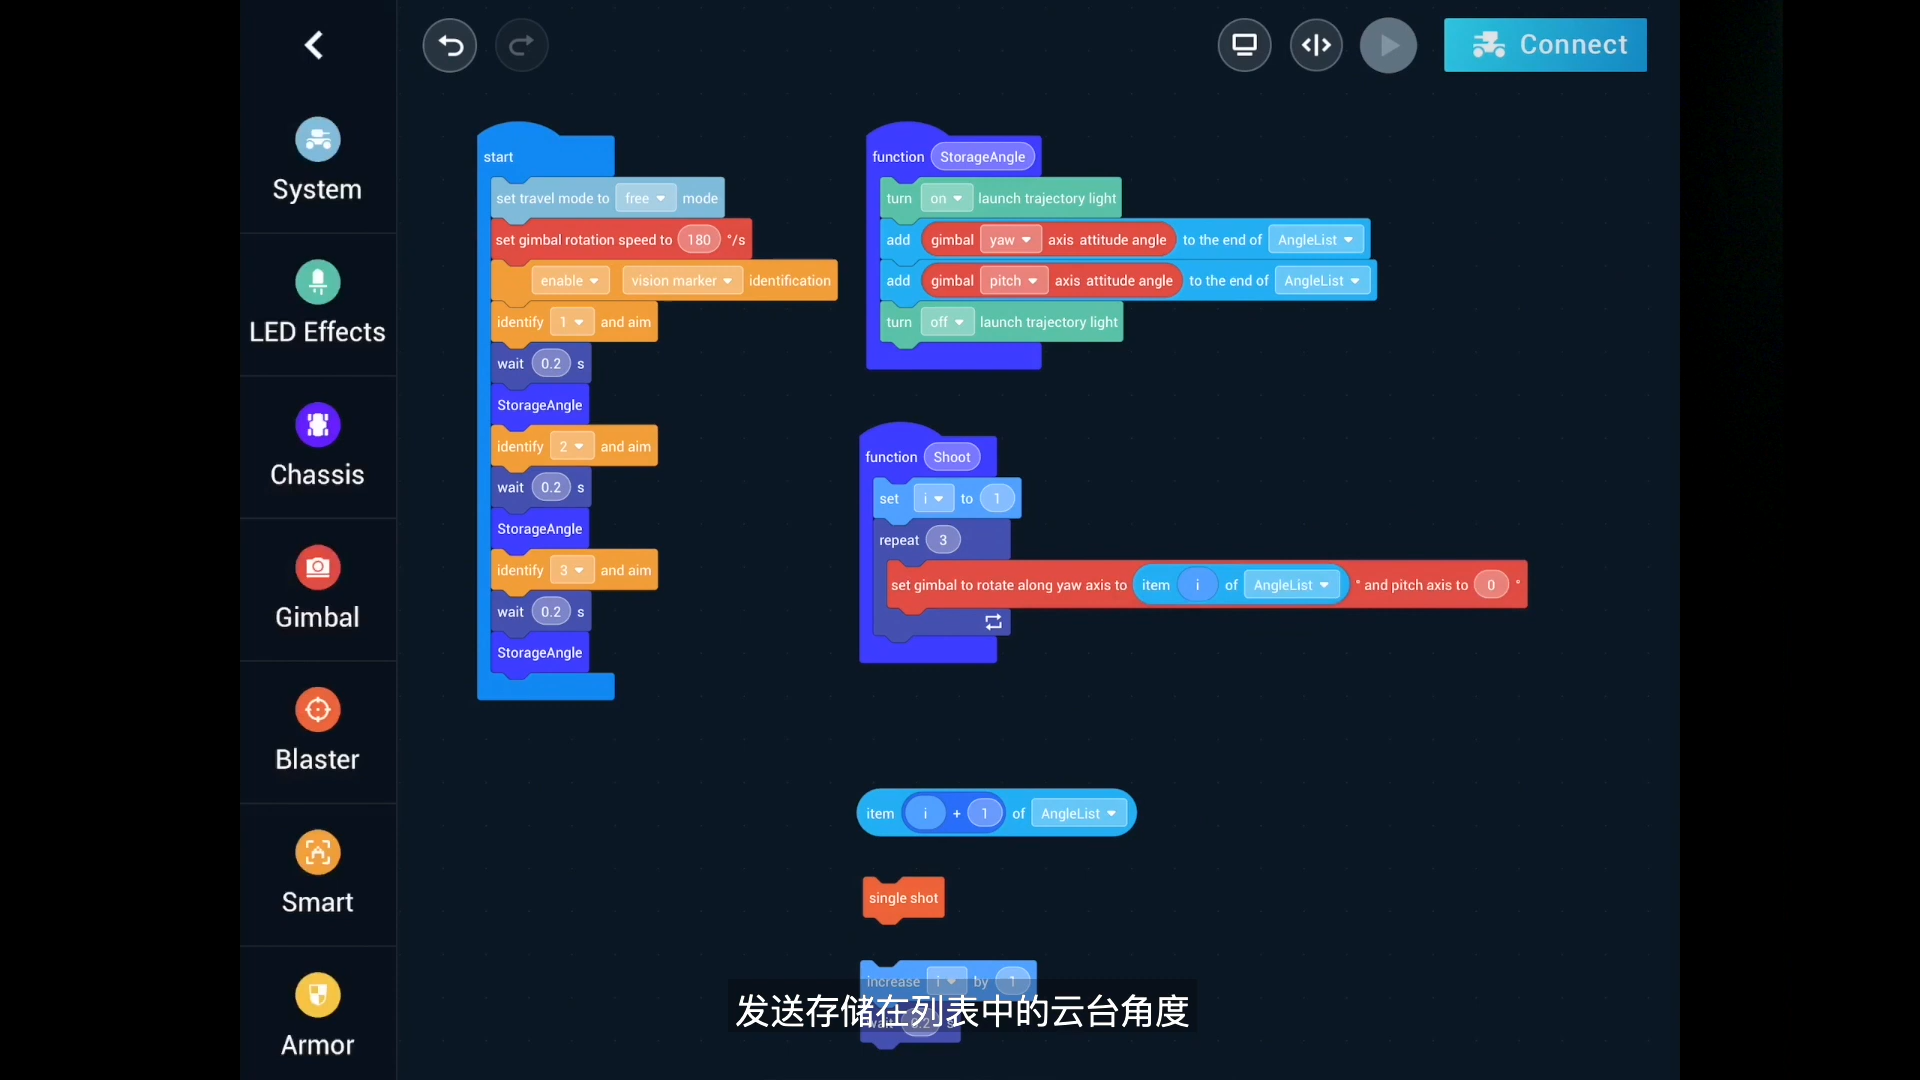 Connect
System
LED Effects
Chassis
Gimbal
Blaster
Smart
Armor
start
set travel mode to free mode
set gimbal rotation speed to 180 °/s
enable vision marker identification
identify 1 and aim
wait 0.2 s
StorageAngle
identify 2 and aim
wait 0.2 s
StorageAngle
identify 3 and aim
wait 0.2 s
StorageAngle
function StorageAngle
turn on launch trajectory light
add gimbal yaw axis attitude angle to the end of AngleList
add gimbal pitch axis attitude angle to the end of AngleList
turn off launch trajectory light
function Shoot
set i to 1
repeat 3
set gimbal to rotate along yaw axis to item i of AngleList ° and pitch axis to 0 °
item i + 1 of AngleList
single shot
increase i by 1
wait 0.2 s
发送存储在列表中的云台角度